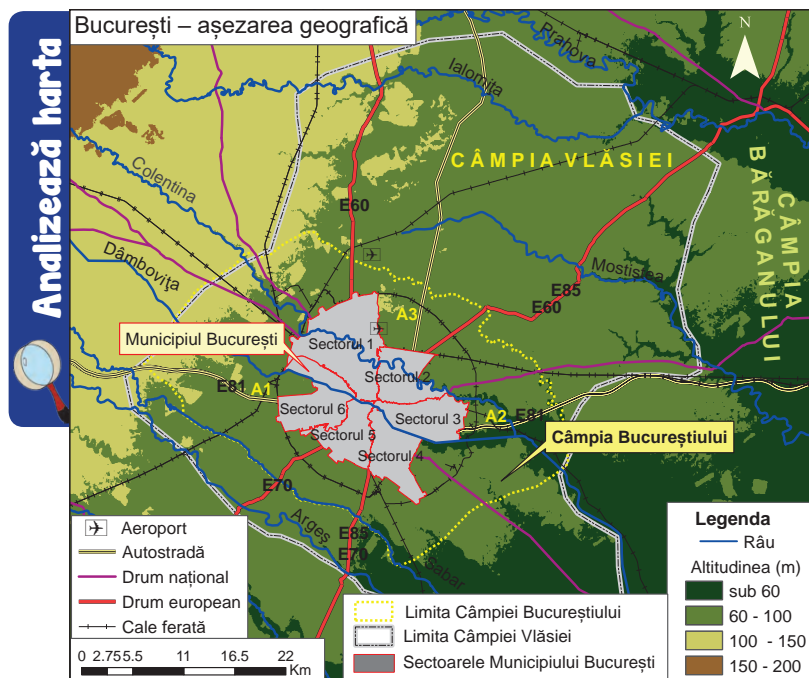 Analizează harta
București – așezarea geografică
N
Prahova
Ialomița
CÂMPIA VLĂSIEI
CÂMPIA
BĂRĂGANULUI
Colentina
E60
Dâmbovița
Mostiștea
E85
E60
A3
Municipiul București
Sectorul 1
Sectorul 2
E81
A1
Sectorul 6
Sectorul 3
A2
E81
Sectorul 5
Câmpia Bucureștiului
Sectorul 4
E70
Argeș
E85
E70
Sabar
Aeroport
Autostradă
Drum național
Drum european
Cale ferată
0 2.75 5.5 11 16.5 22
Km
Limita Câmpiei Bucureștiului
Limita Câmpiei Vlăsiei
Sectoarele Municipiului București
Legenda
Râu
Altitudinea (m)
sub 60
60 - 100
100 - 150
150 - 200